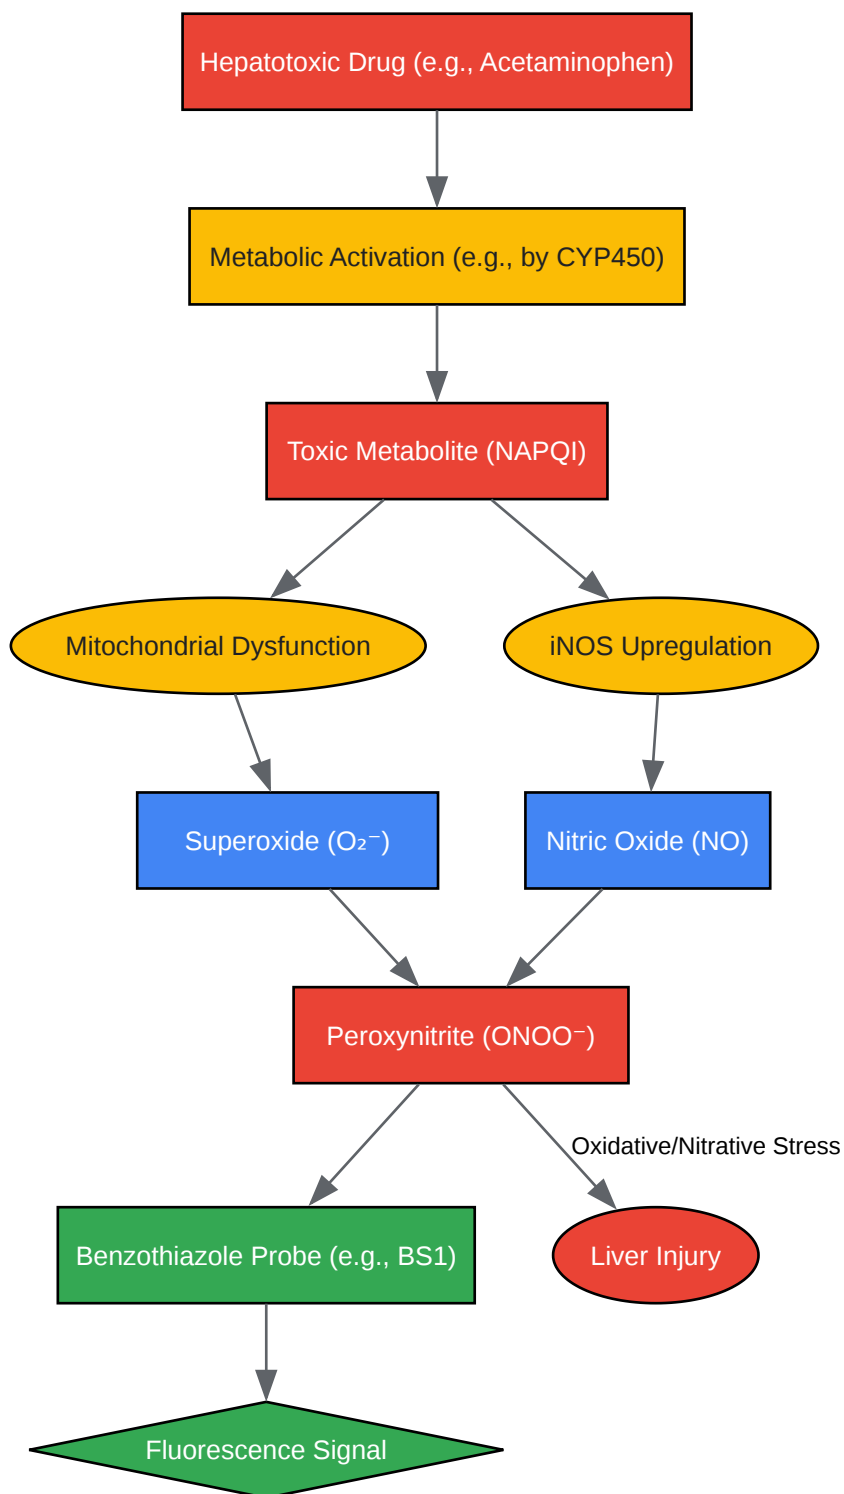 Hepatotoxic Drug (e.g., Acetaminophen)
Metabolic Activation (e.g., by CYP450)
Toxic Metabolite (NAPQI)
Mitochondrial Dysfunction
iNOS Upregulation
Superoxide (O₂⁻)
Nitric Oxide (NO)
Peroxynitrite (ONOO⁻)
Oxidative/Nitrative Stress
Benzothiazole Probe (e.g., BS1)
Liver Injury
Fluorescence Signal